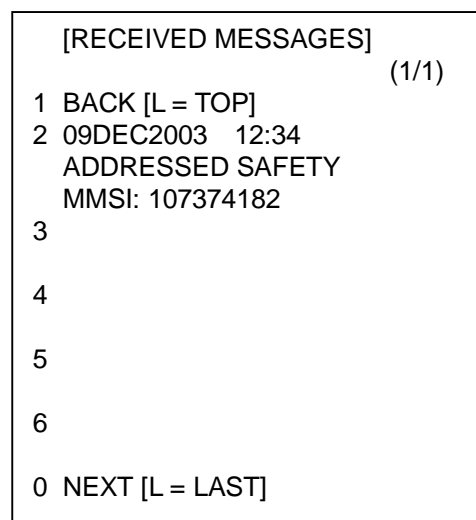 [RECEIVED MESSAGES]
(1/1)
1 BACK [L = TOP]
2 09DEC2003 12:34
ADDRESSED SAFETY
MMSI: 107374182
3
4
5
6
0 NEXT [L = LAST]